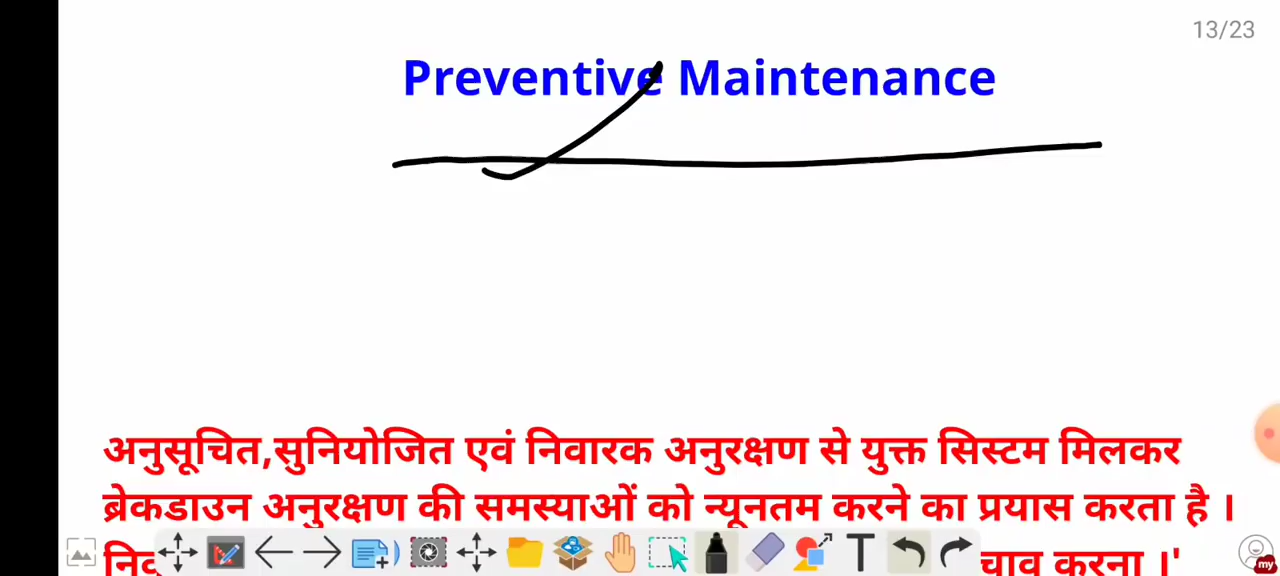 13/23
Preventive Maintenance
अनुसूचित,सुनियोजित एवं निवारक अनुरक्षण से युक्त सिस्टम मिलकर
ब्रेकडाउन अनुरक्षण की समस्याओं को न्यूनतम करने का प्रयास करता है ।
चाव करना ।'
my